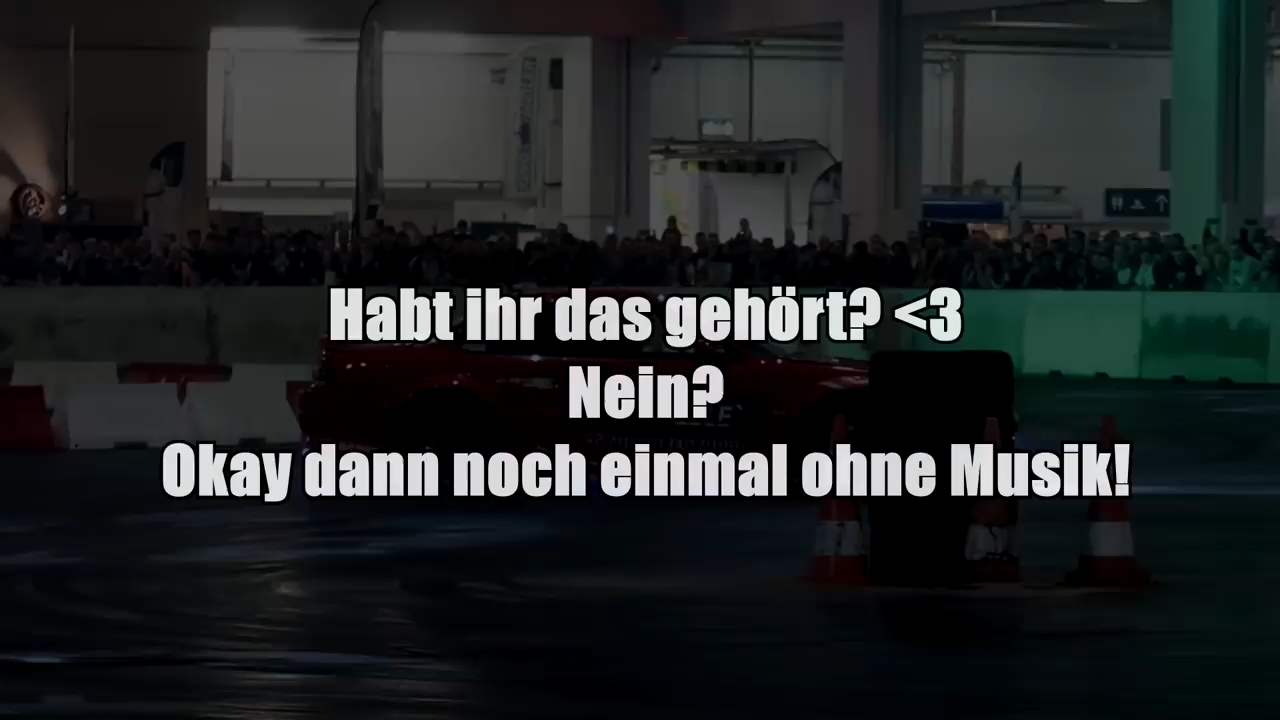 Habt ihr das gehört? <3
Nein?
Okay dann noch einmal ohne Musik!